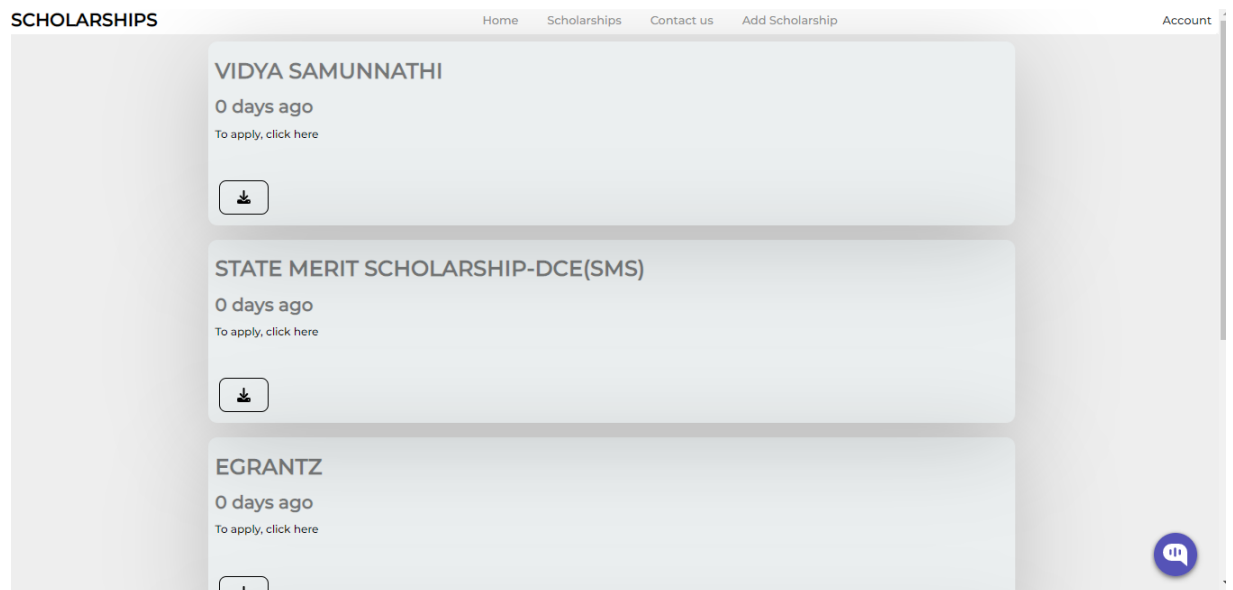 SCHOLARSHIPS
Home Scholarships Contact us Add Scholarship
Account
VIDYA SAMUNNATHI
0 days ago
To apply, click here
STATE MERIT SCHOLARSHIP-DCE(SMS)
0 days ago
To apply, click here
EGRANTZ
0 days ago
To apply, click here